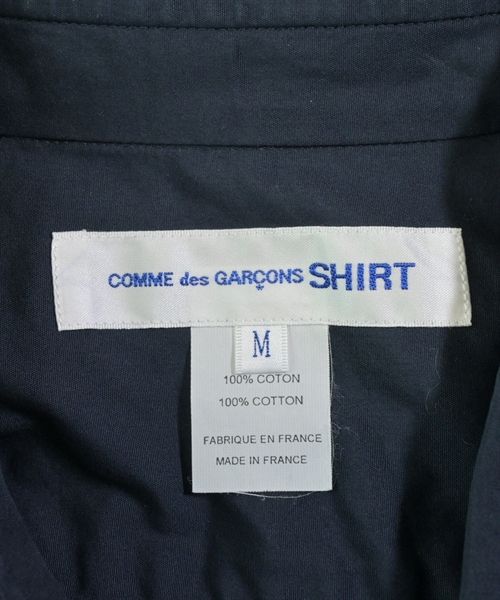 COMME des GARÇONS SHIRT
M
100% COTON
100% COTTON
FABRIQUE EN FRANCE
MADE IN FRANCE